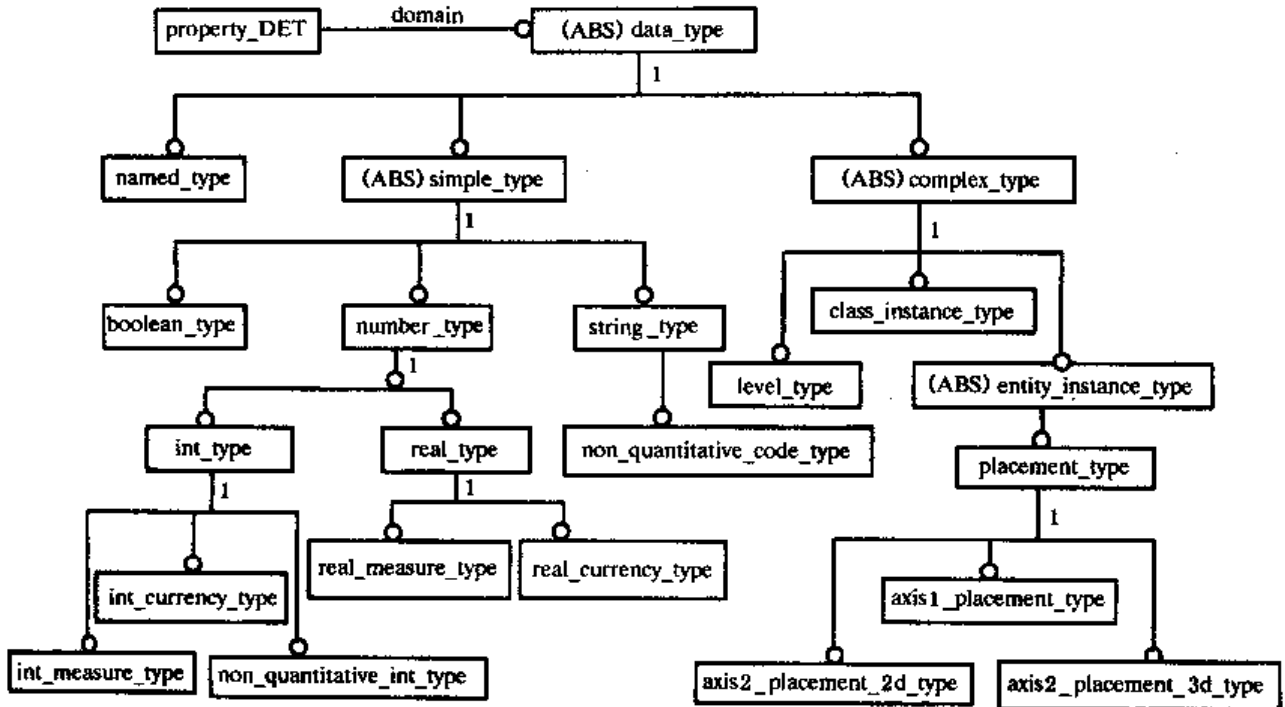 property_DET
domain
(ABS) data_type
1
named_type
(ABS) simple_type
(ABS) complex_type
1
1
boolean_type
number_type
string_type
class_instance_type
1
level_type
(ABS) entity_instance_type
int_type
real_type
non_quantitative_code_type
placement_type
1
1
1
real_measure_type
real_currency_type
int_currency_type
axis1_placement_type
int_measure_type
non_quantitative_int_type
axis2_placement_2d_type
axis2_placement_3d_type